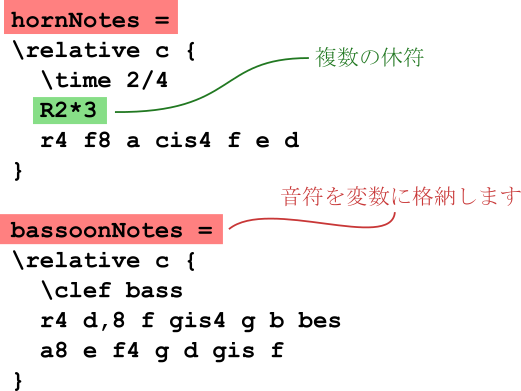 hornNotes =
\relative c {
\time 2/4
複数の休符
R2*3
r4 f8 a cis4 f e d
}
音符を変数に格納します
bassoonNotes =
\relative c {
\clef bass
r4 d,8 f gis4 g b bes
a8 e f4 g d gis f
}